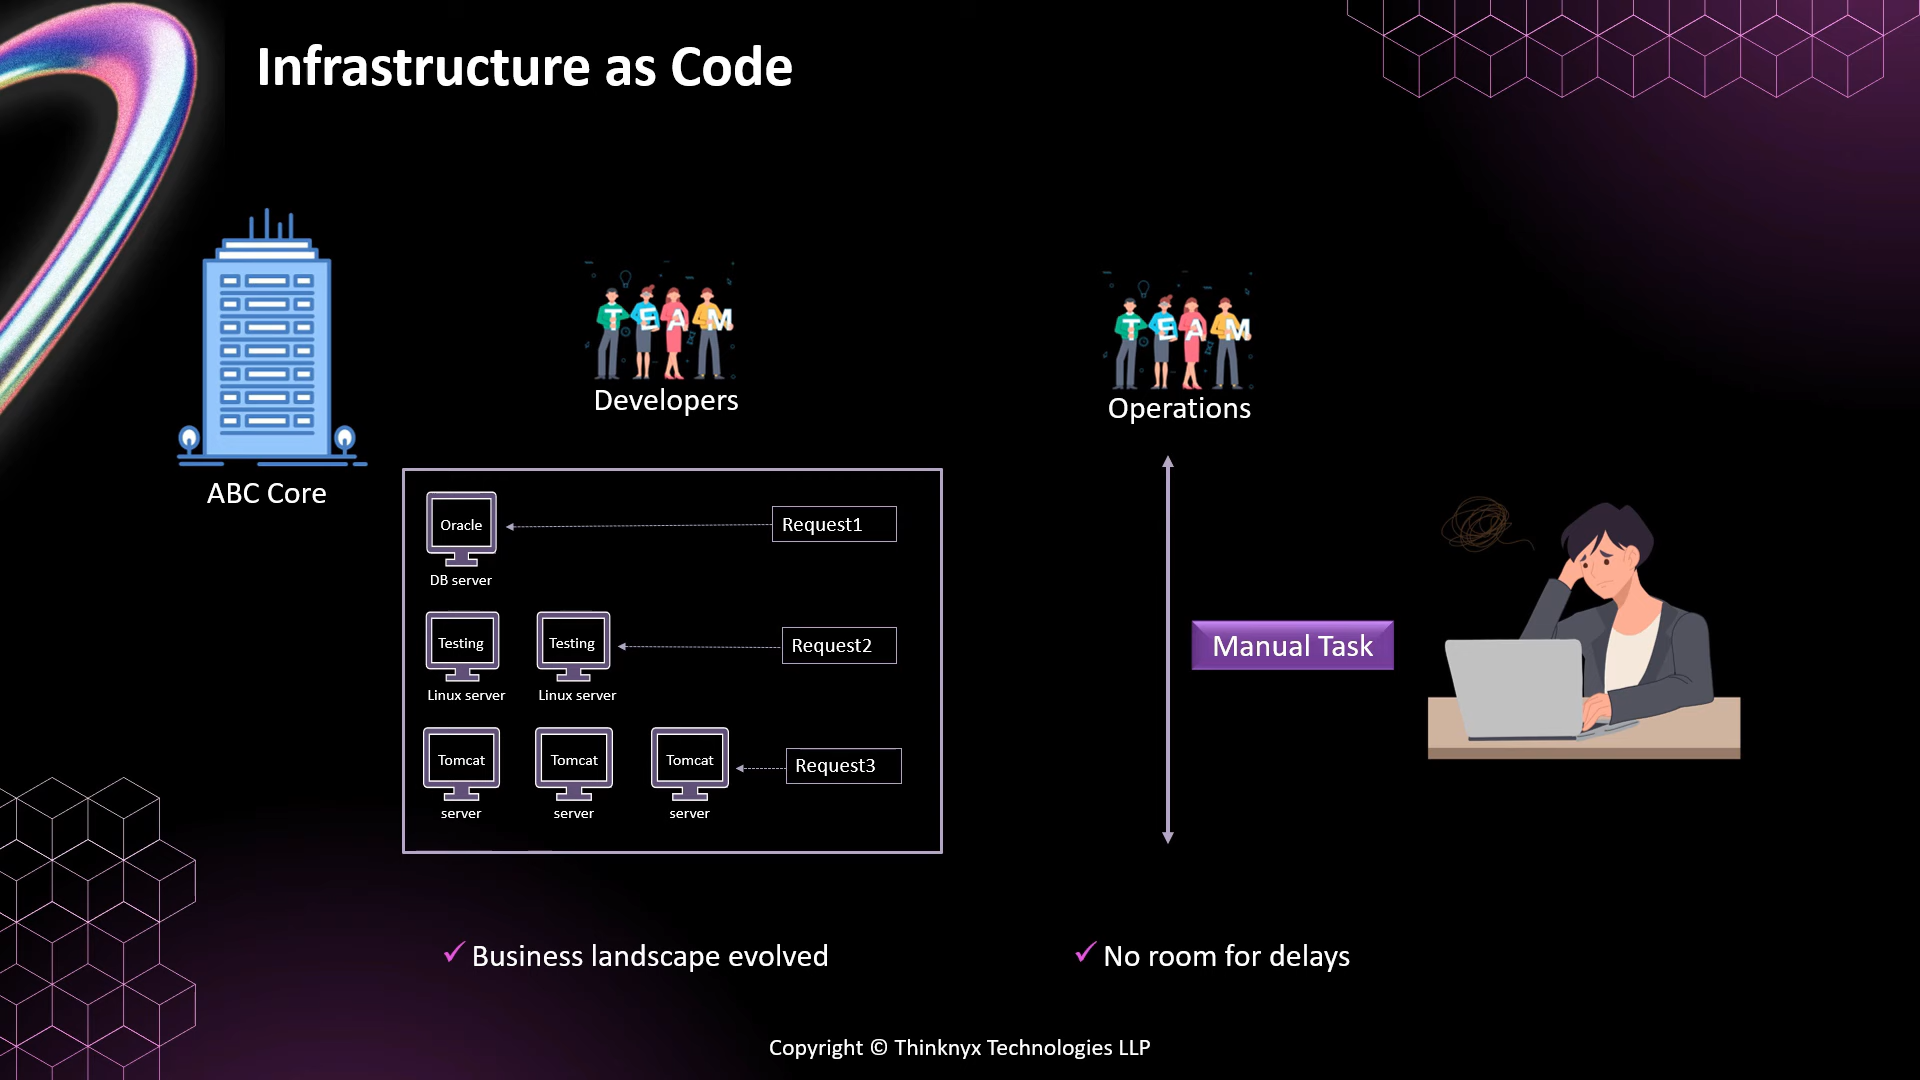 Infrastructure as Code
TEAM
Developers
TEAM
Operations
ABC Core
Oracle
DB server
Request1
Testing
Linux server
Testing
Linux server
Request2
Tomcat
server
Tomcat
server
Tomcat
server
Request3
Manual Task
✓ Business landscape evolved
✓ No room for delays
Copyright © Thinknyx Technologies LLP